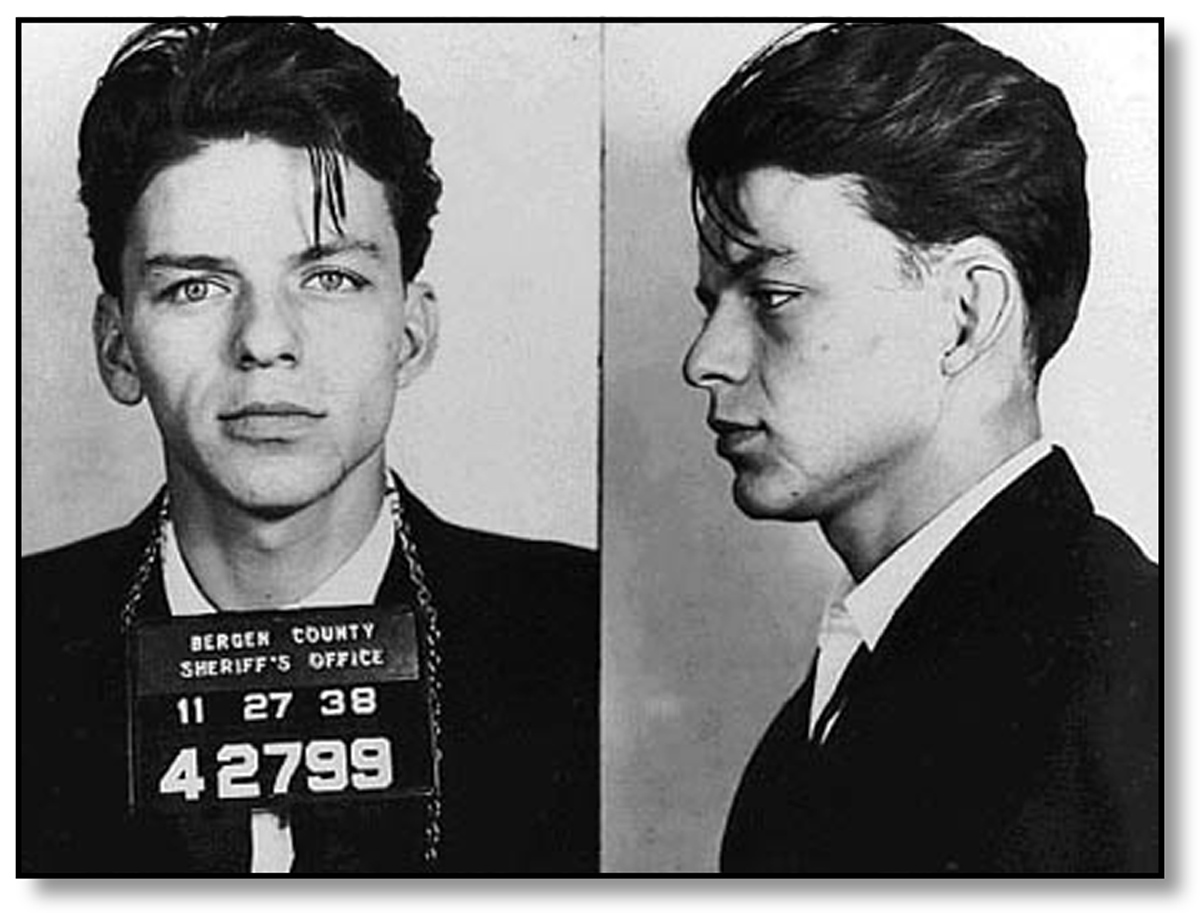 BERGEN COUNTY
SHERIFF'S OFFICE
11 27 38
42799